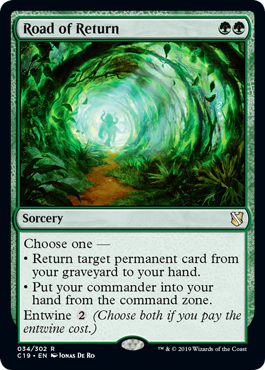 Road of Return
Sorcery
Choose one —
• Return target permanent card from
your graveyard to your hand.
• Put your commander into your
hand from the command zone.
Entwine 2 (Choose both if you pay the
entwine cost.)
034/302 R
C19 • EN Jonas De Ro
™ & © 2019 Wizards of the Coast